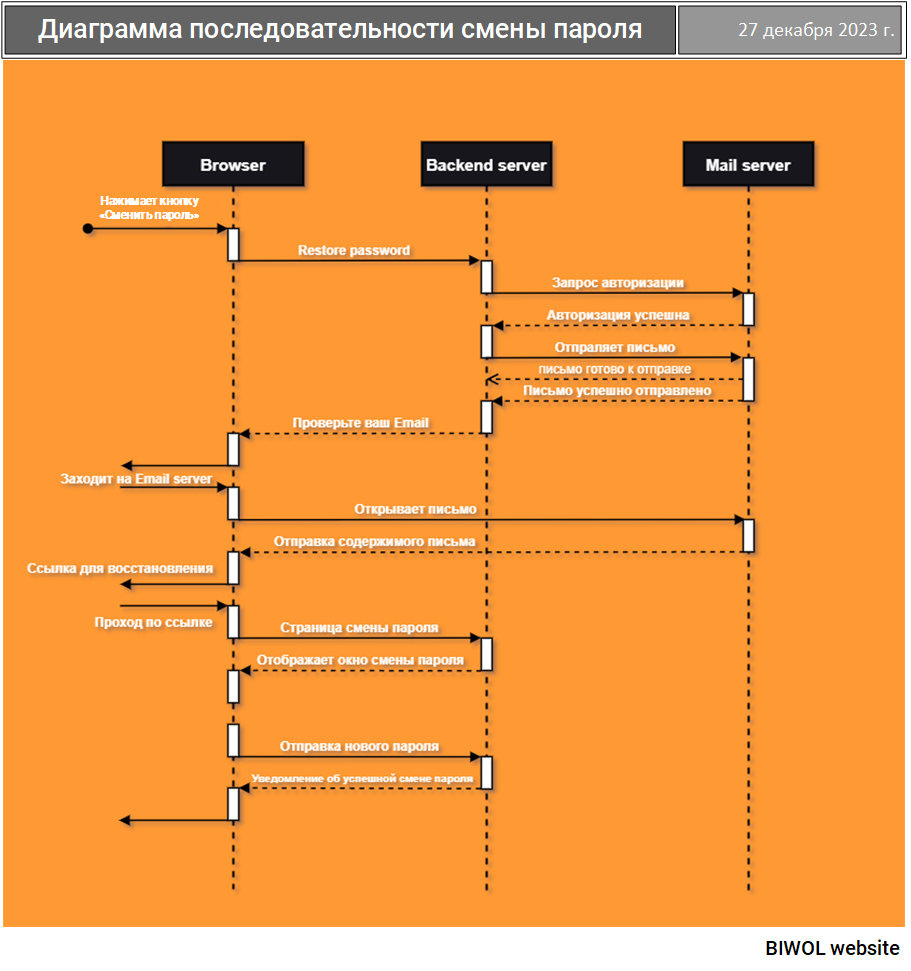 Диаграмма последовательности смены пароля
27 декабря 2023 г.
Browser
Backend server
Mail server
Нажимает кнопку
«Сменить пароль»
Restore password
Запрос авторизации
Авторизация успешна
Отпраляет письмо
письмо готово к отправке
Письмо успешно отправлено
Проверьте ваш Email
Заходит на Email server
Открывает письмо
Отправка содержимого письма
Ссылка для восстановления
Проход по ссылке
Страница смены пароля
Отображает окно смены пароля
Отправка нового пароля
Уведомление об успешной смене пароля
BIWOL website